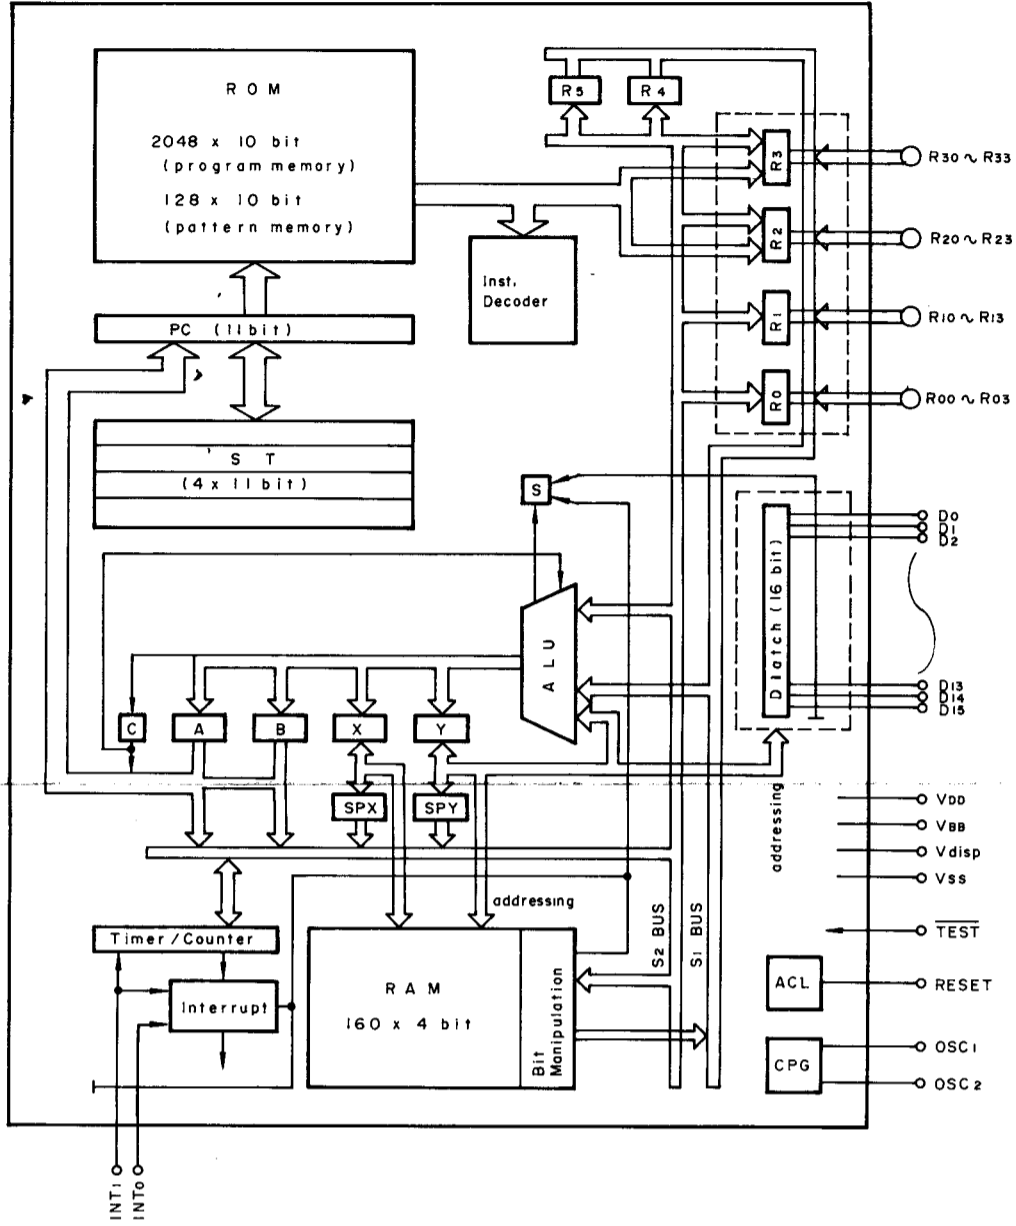 ROM
2048 x 10 bit
(program memory)
128 x 10 bit
(pattern memory)
R5
R4
R3
R30 ~ R33
R2
R20 ~ R23
Inst.
Decoder
R1
R10 ~ R13
PC (11 bit)
R0
R00 ~ R03
ST
(4 x 11 bit)
S
D0
D1
D2
D latch (16 bit)
ALU
D13
D14
D15
C
A
B
X
Y
SPX
SPY
addressing
VDD
VBB
Vdisp
VSS
addressing
Timer/Counter
S2 BUS
S1 BUS
TEST
RAM
160 x 4 bit
Bit
Manipulation
Interrupt
ACL
RESET
CPG
OSC1
OSC2
INT1
INT0